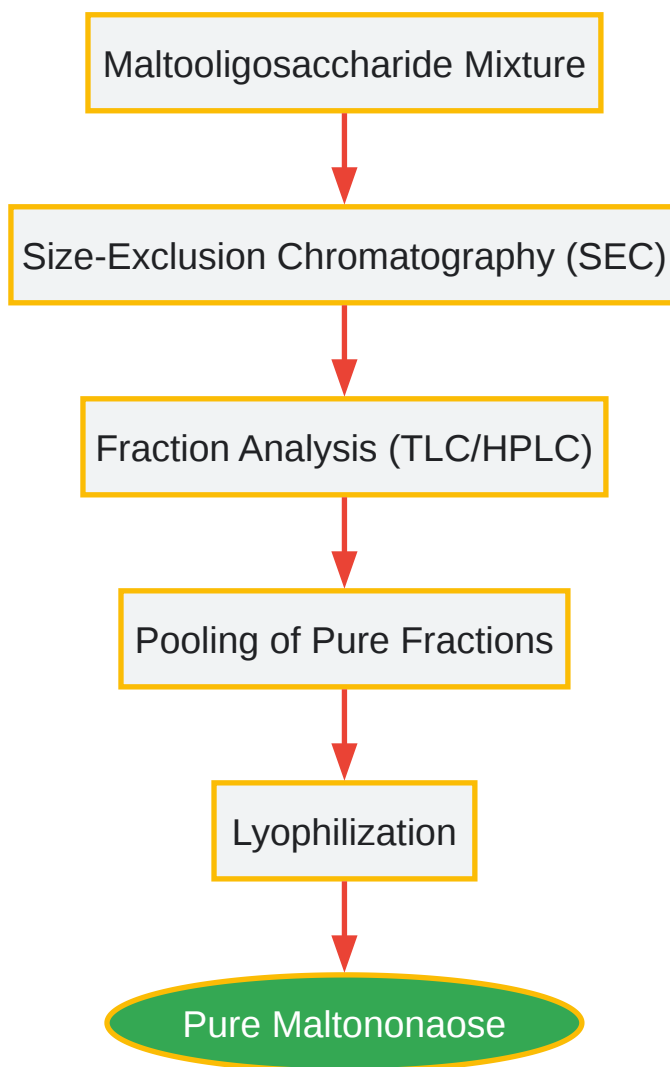 Maltooligosaccharide Mixture
Size-Exclusion Chromatography (SEC)
Fraction Analysis (TLC/HPLC)
Pooling of Pure Fractions
Lyophilization
Pure Maltononaose